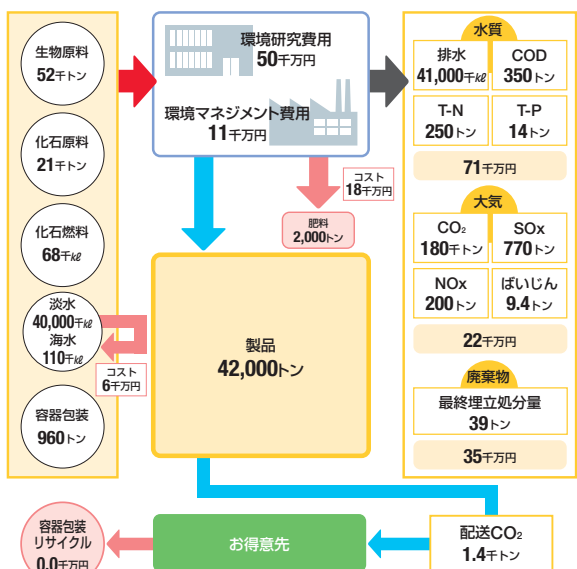 生物原料
52千トン
化石原料
21千トン
化石燃料
68千kℓ
淡水
40,000千kℓ
海水
110千kℓ
コスト
6千万円
容器包装
960トン
環境研究費用
50千万円
環境マネジメント費用
11千万円
コスト
18千万円
肥料
2,000トン
製品
42,000トン
水質
排水
41,000千kℓ
COD
350トン
T-N
250トン
T-P
14トン
71千万円
大気
CO₂
180千トン
SOx
770トン
NOx
200トン
ばいじん
9.4トン
22千万円
廃棄物
最終埋立処分量
39トン
35千万円
容器包装
リサイクル
0.0千万円
お得意先
配送CO₂
1.4千トン